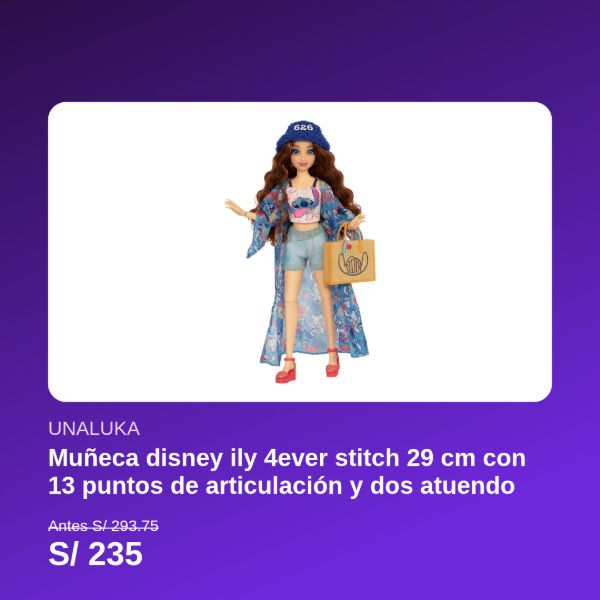 626
UNALUKA
Muñeca disney ily 4ever stitch 29 cm con
13 puntos de articulación y dos atuendo
Antes S/ 293.75
S/ 235